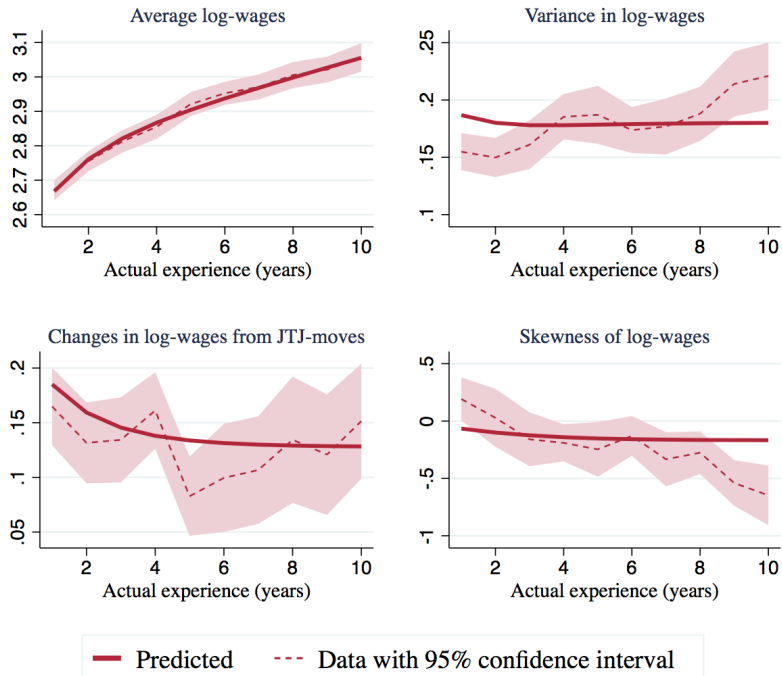 Average log-wages
3.1
3
2.9
2.8
2.7
2.6
2 4 6 8 10
Actual experience (years)
Variance in log-wages
.25
.2
.15
.1
2 4 6 8 10
Actual experience (years)
Changes in log-wages from JTJ-moves
.2
.15
.1
.05
2 4 6 8 10
Actual experience (years)
Skewness of log-wages
.5
0
-.5
-1
2 4 6 8 10
Actual experience (years)
Predicted Data with 95% confidence interval